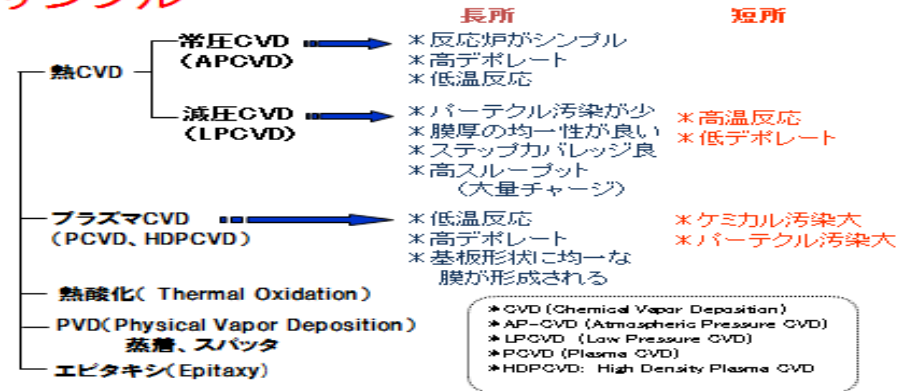 サンプル
長所
短所
熱CVD
常圧CVD
(APCVD)
＊反応炉がシンプル
＊高デポレート
＊低温反応
減圧CVD
(LPCVD)
＊パーテクル汚染が少
＊膜厚の均一性が良い
＊ステップカバレッジ良
＊高スループット
（大量チャージ）
＊高温反応
＊低デポレート
プラズマCVD
(PCVD、HDPCVD)
＊低温反応
＊高デポレート
＊基板形状に均一な
膜が形成される
＊ケミカル汚染大
＊パーテクル汚染大
熱酸化( Thermal Oxidation)
PVD(Physical Vapor Deposition)
蒸着、スパッタ
エピタキシ(Epitaxy)
＊CVD (Chemical Vapor Deposition)
＊AP-CVD (Atmospheric Pressure CVD)
＊LPCVD (Low Pressure CVD)
＊PCVD (Plasma CVD)
＊HDPCVD: High Density Plasma CVD